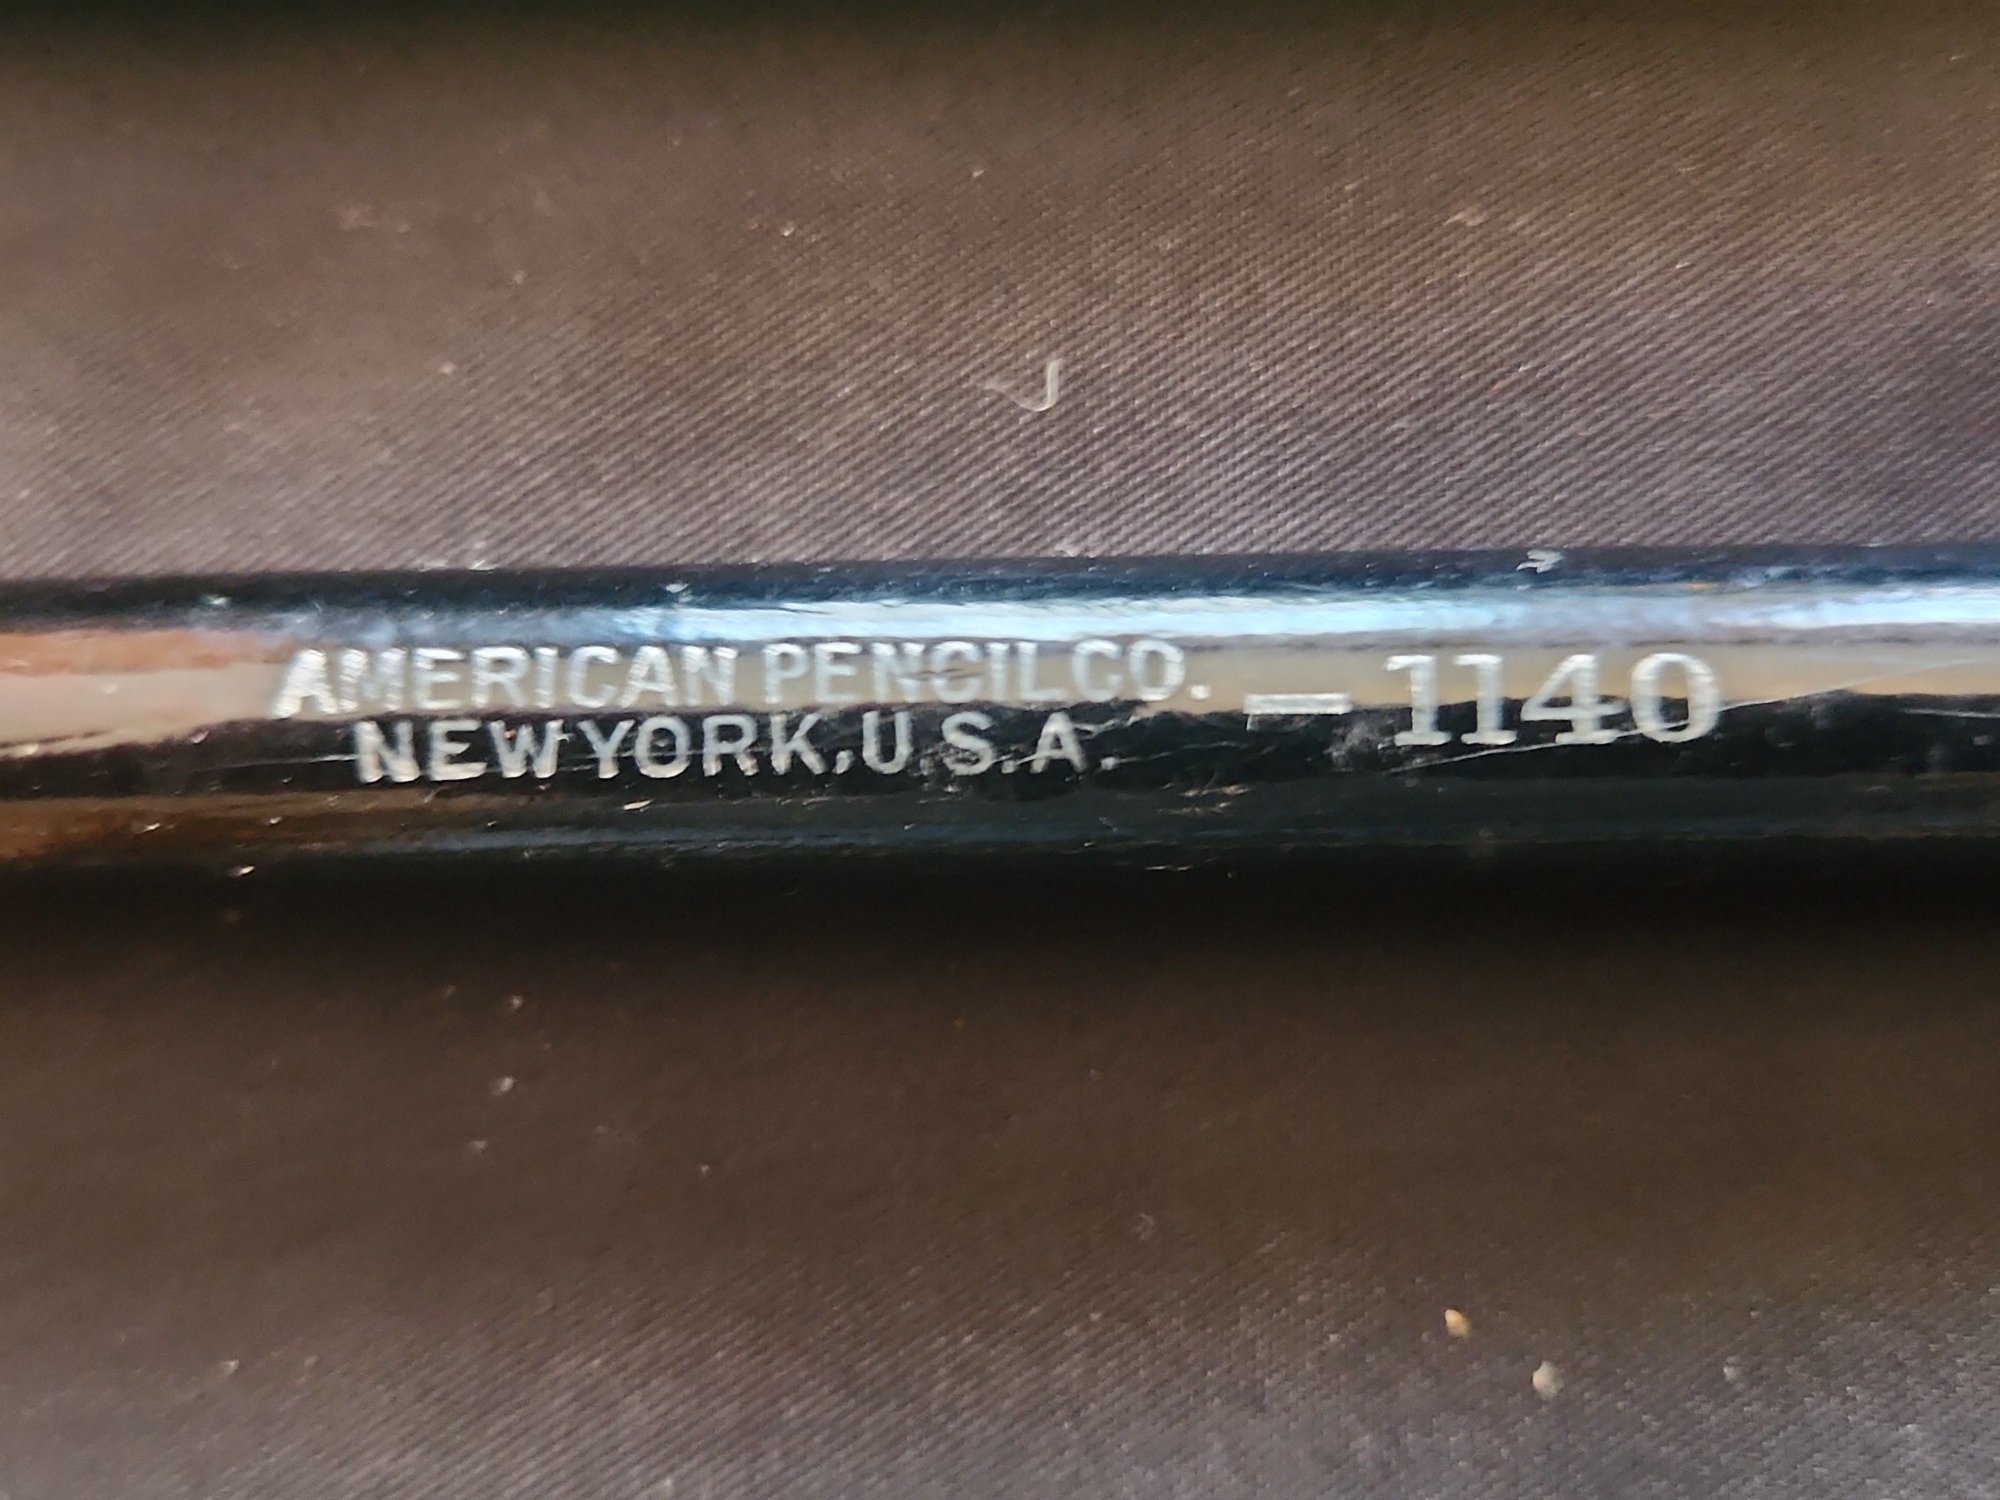 AMERICAN PENCIL CO.
NEW YORK, U.S.A. – 1140